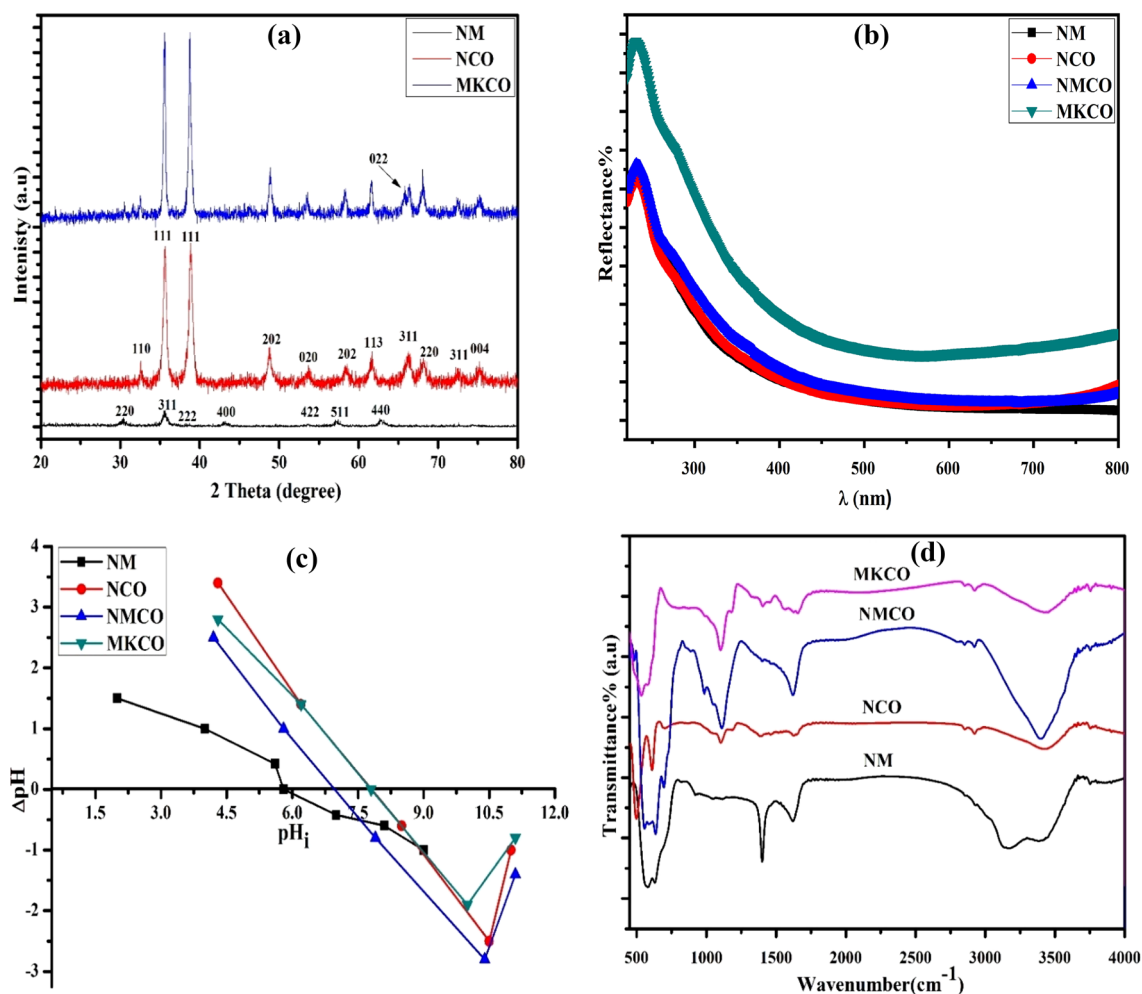 (a)
NM
NCO
MKCO
022
111 111
110
202
020
202
113
311
220
311
004
220
311
222
400
422
511
440
Intenisty (a.u)
20 30 40 50 60 70 80
2 Theta (degree)
(b)
NM
NCO
NMCO
MKCO
Reflectance%
300 400 500 600 700 800
λ (nm)
(c)
NM
NCO
NMCO
MKCO
4
3
2
1
0
-1
-2
-3
1.5 3.0 4.5 6.0 7.5 9.0 10.5 12.0
ΔpH
pHi
(d)
MKCO
NMCO
NCO
NM
Transmittance% (a.u)
500 1000 1500 2000 2500 3000 3500 4000
Wavenumber(cm-1)